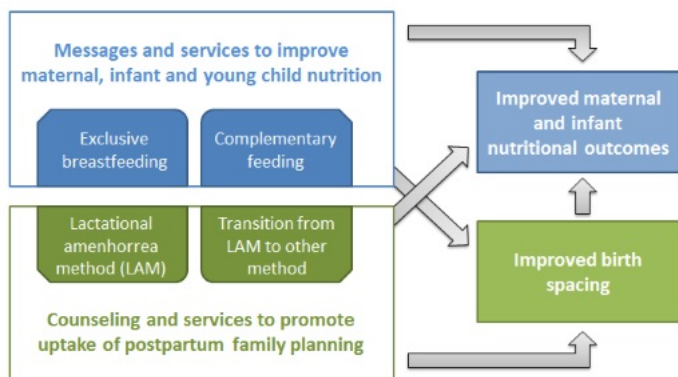 Messages and services to improve
maternal, infant and young child nutrition
Exclusive
breastfeeding
Complementary
feeding
Lactational
amenhorrea
method (LAM)
Transition from
LAM to other
method
Counseling and services to promote
uptake of postpartum family planning
Improved maternal
and infant
nutritional outcomes
Improved birth
spacing